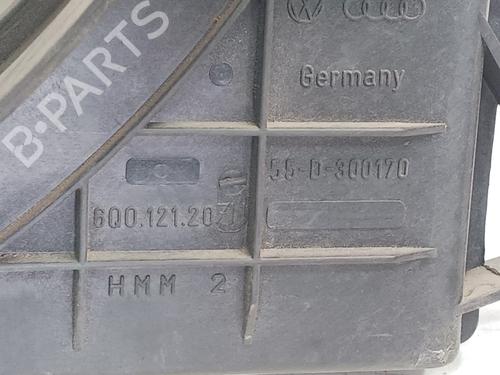 B-PARTS
Germany
55-D-300170
6Q0.121.207
HMM 2